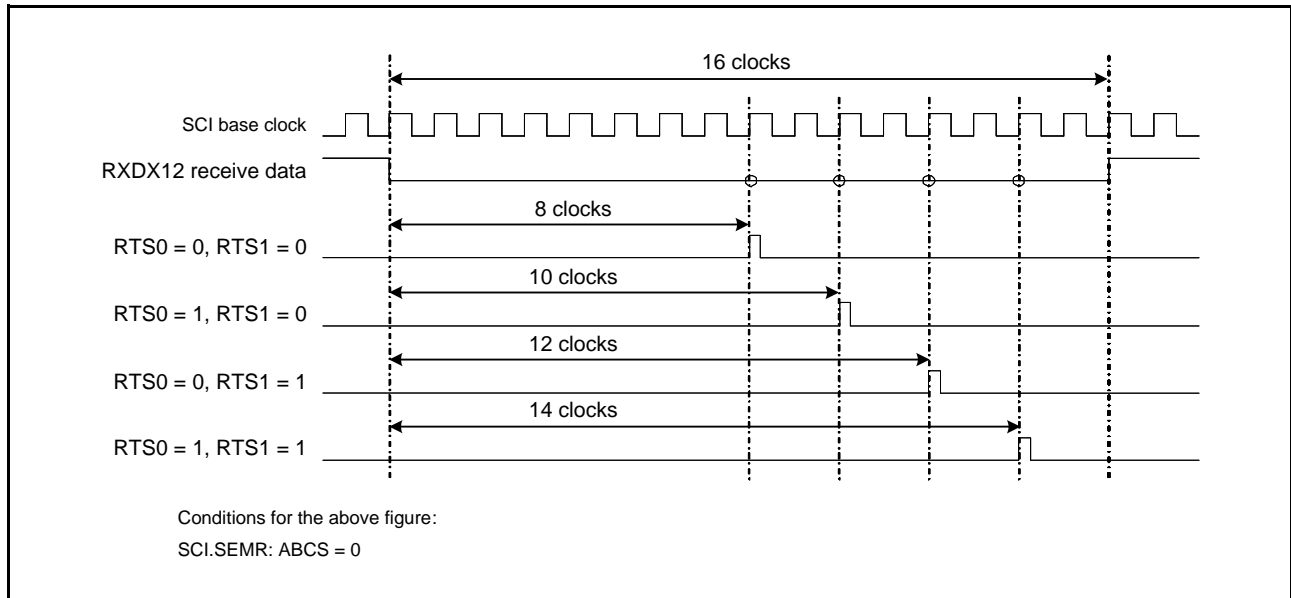 16 clocks
SCI base clock
RXDX12 receive data
8 clocks
RTS0 = 0, RTS1 = 0
10 clocks
RTS0 = 1, RTS1 = 0
12 clocks
RTS0 = 0, RTS1 = 1
14 clocks
RTS0 = 1, RTS1 = 1
Conditions for the above figure:
SCI.SEMR: ABCS = 0